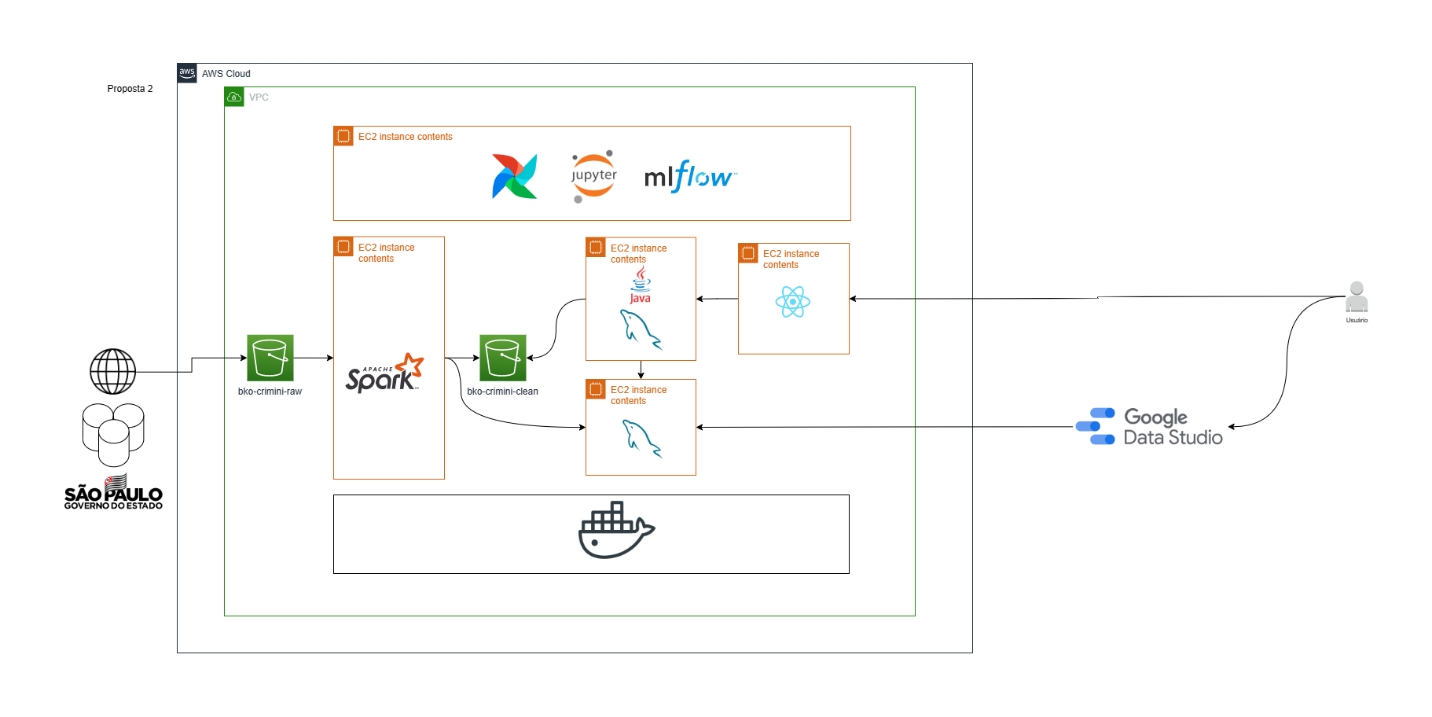 aws
AWS Cloud
Proposta 2
VPC
EC2 instance contents
jupyter
mlflow™
EC2 instance
contents
EC2 instance
contents
Java
EC2 instance
contents
Usuário
APACHE
Spark™
bko-crimini-raw
bko-crimini-clean
EC2 instance
contents
Google
Data Studio
SÃO PAULO
GOVERNO DO ESTADO